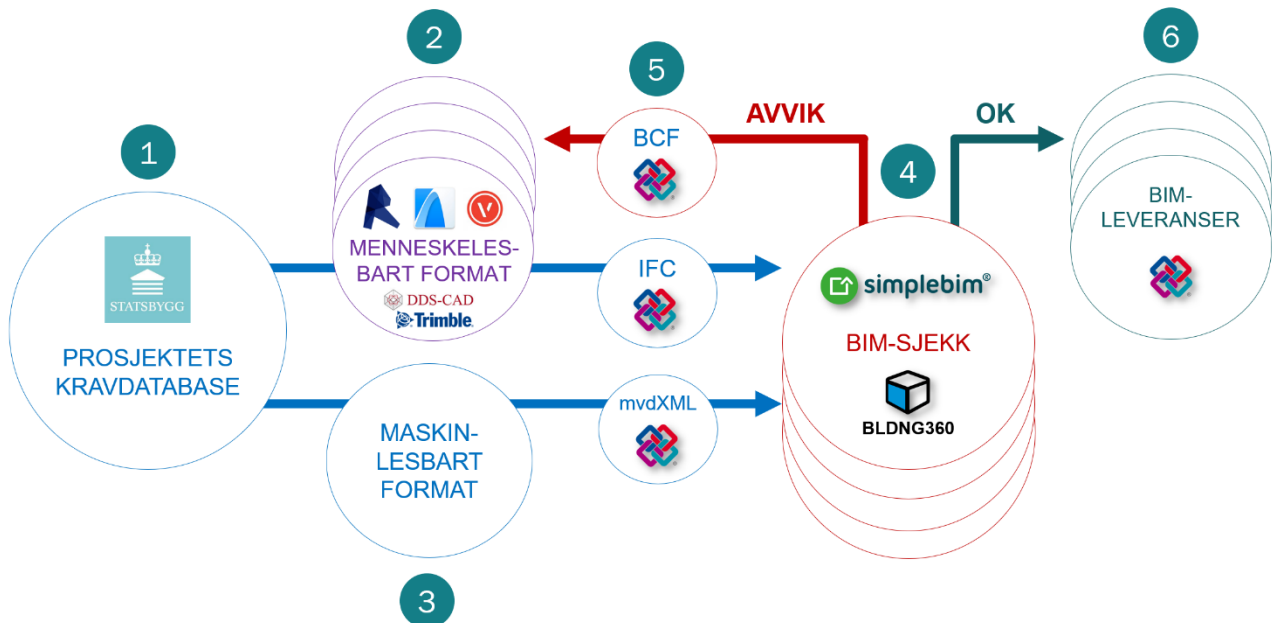 1
STATSBYGG
PROSJEKTETS
KRAVDATABASE
2
MENNESKELES-
BART FORMAT
DDS-CAD
Trimble®
3
MASKIN-
LESBART
FORMAT
5
BCF
IFC
mvdXML
AVVIK
OK
4
simplebim®
BIM-SJEKK
BLDNG360
6
BIM-
LEVERANSER